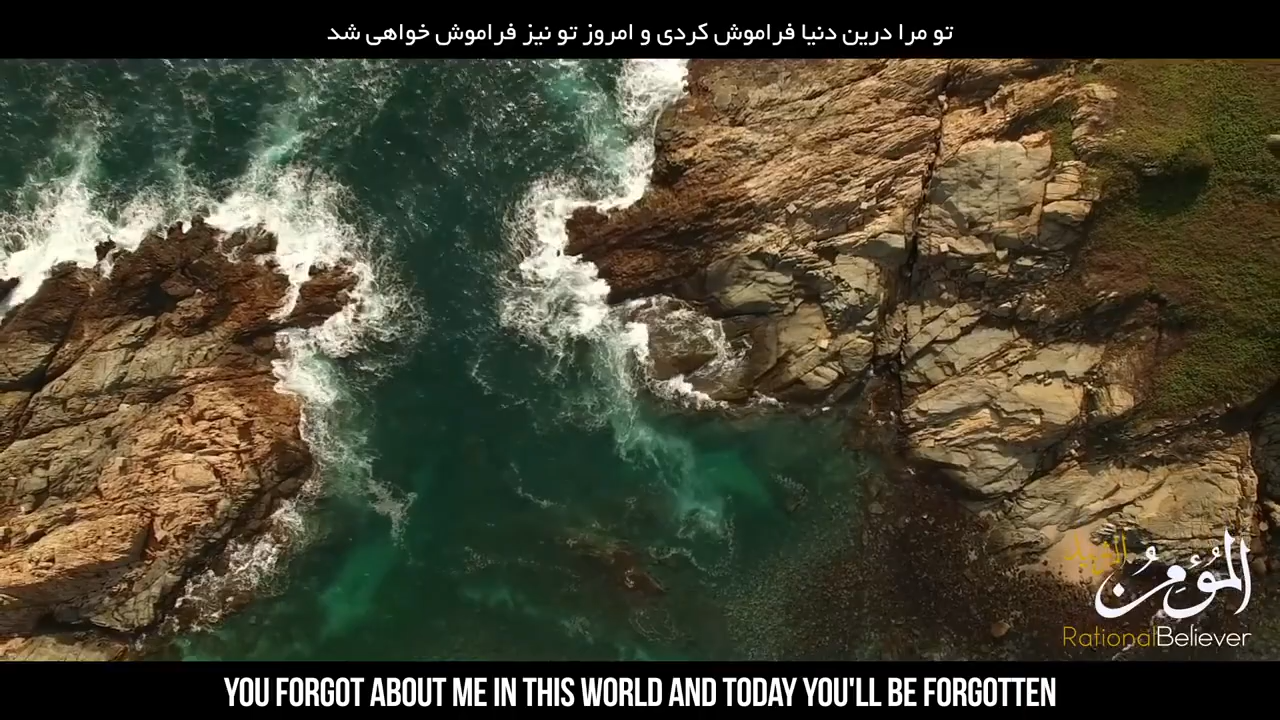 تو مرا درین دنیا فراموش کردی و امروز تو نیز فراموش خواهی شد
المؤمن
RationalBeliever
YOU FORGOT ABOUT ME IN THIS WORLD AND TODAY YOU'LL BE FORGOTTEN